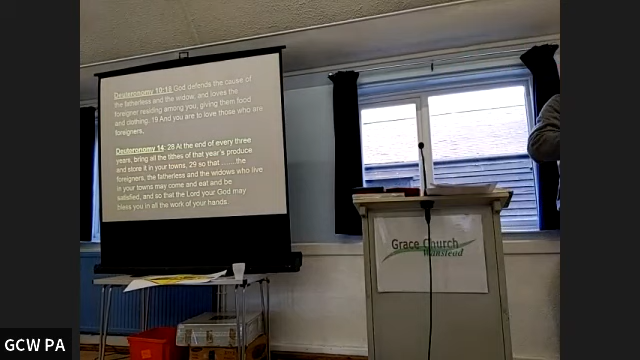 Deuteronomy 10:18 God defends the cause of
the fatherless and the widow, and loves the
foreigner residing among you, giving them food
and clothing. 19 And you are to love those who are
foreigners,
Deuteronomy 14: 28 At the end of every three
years, bring all the tithes of that year's produce
and store it in your towns, 29 so that ........the
foreigners, the fatherless and the widows who live
in your towns may come and eat and be
satisfied, and so that the Lord your God may
bless you in all the work of your hands.
Grace Church
Wanstead
GCW PA